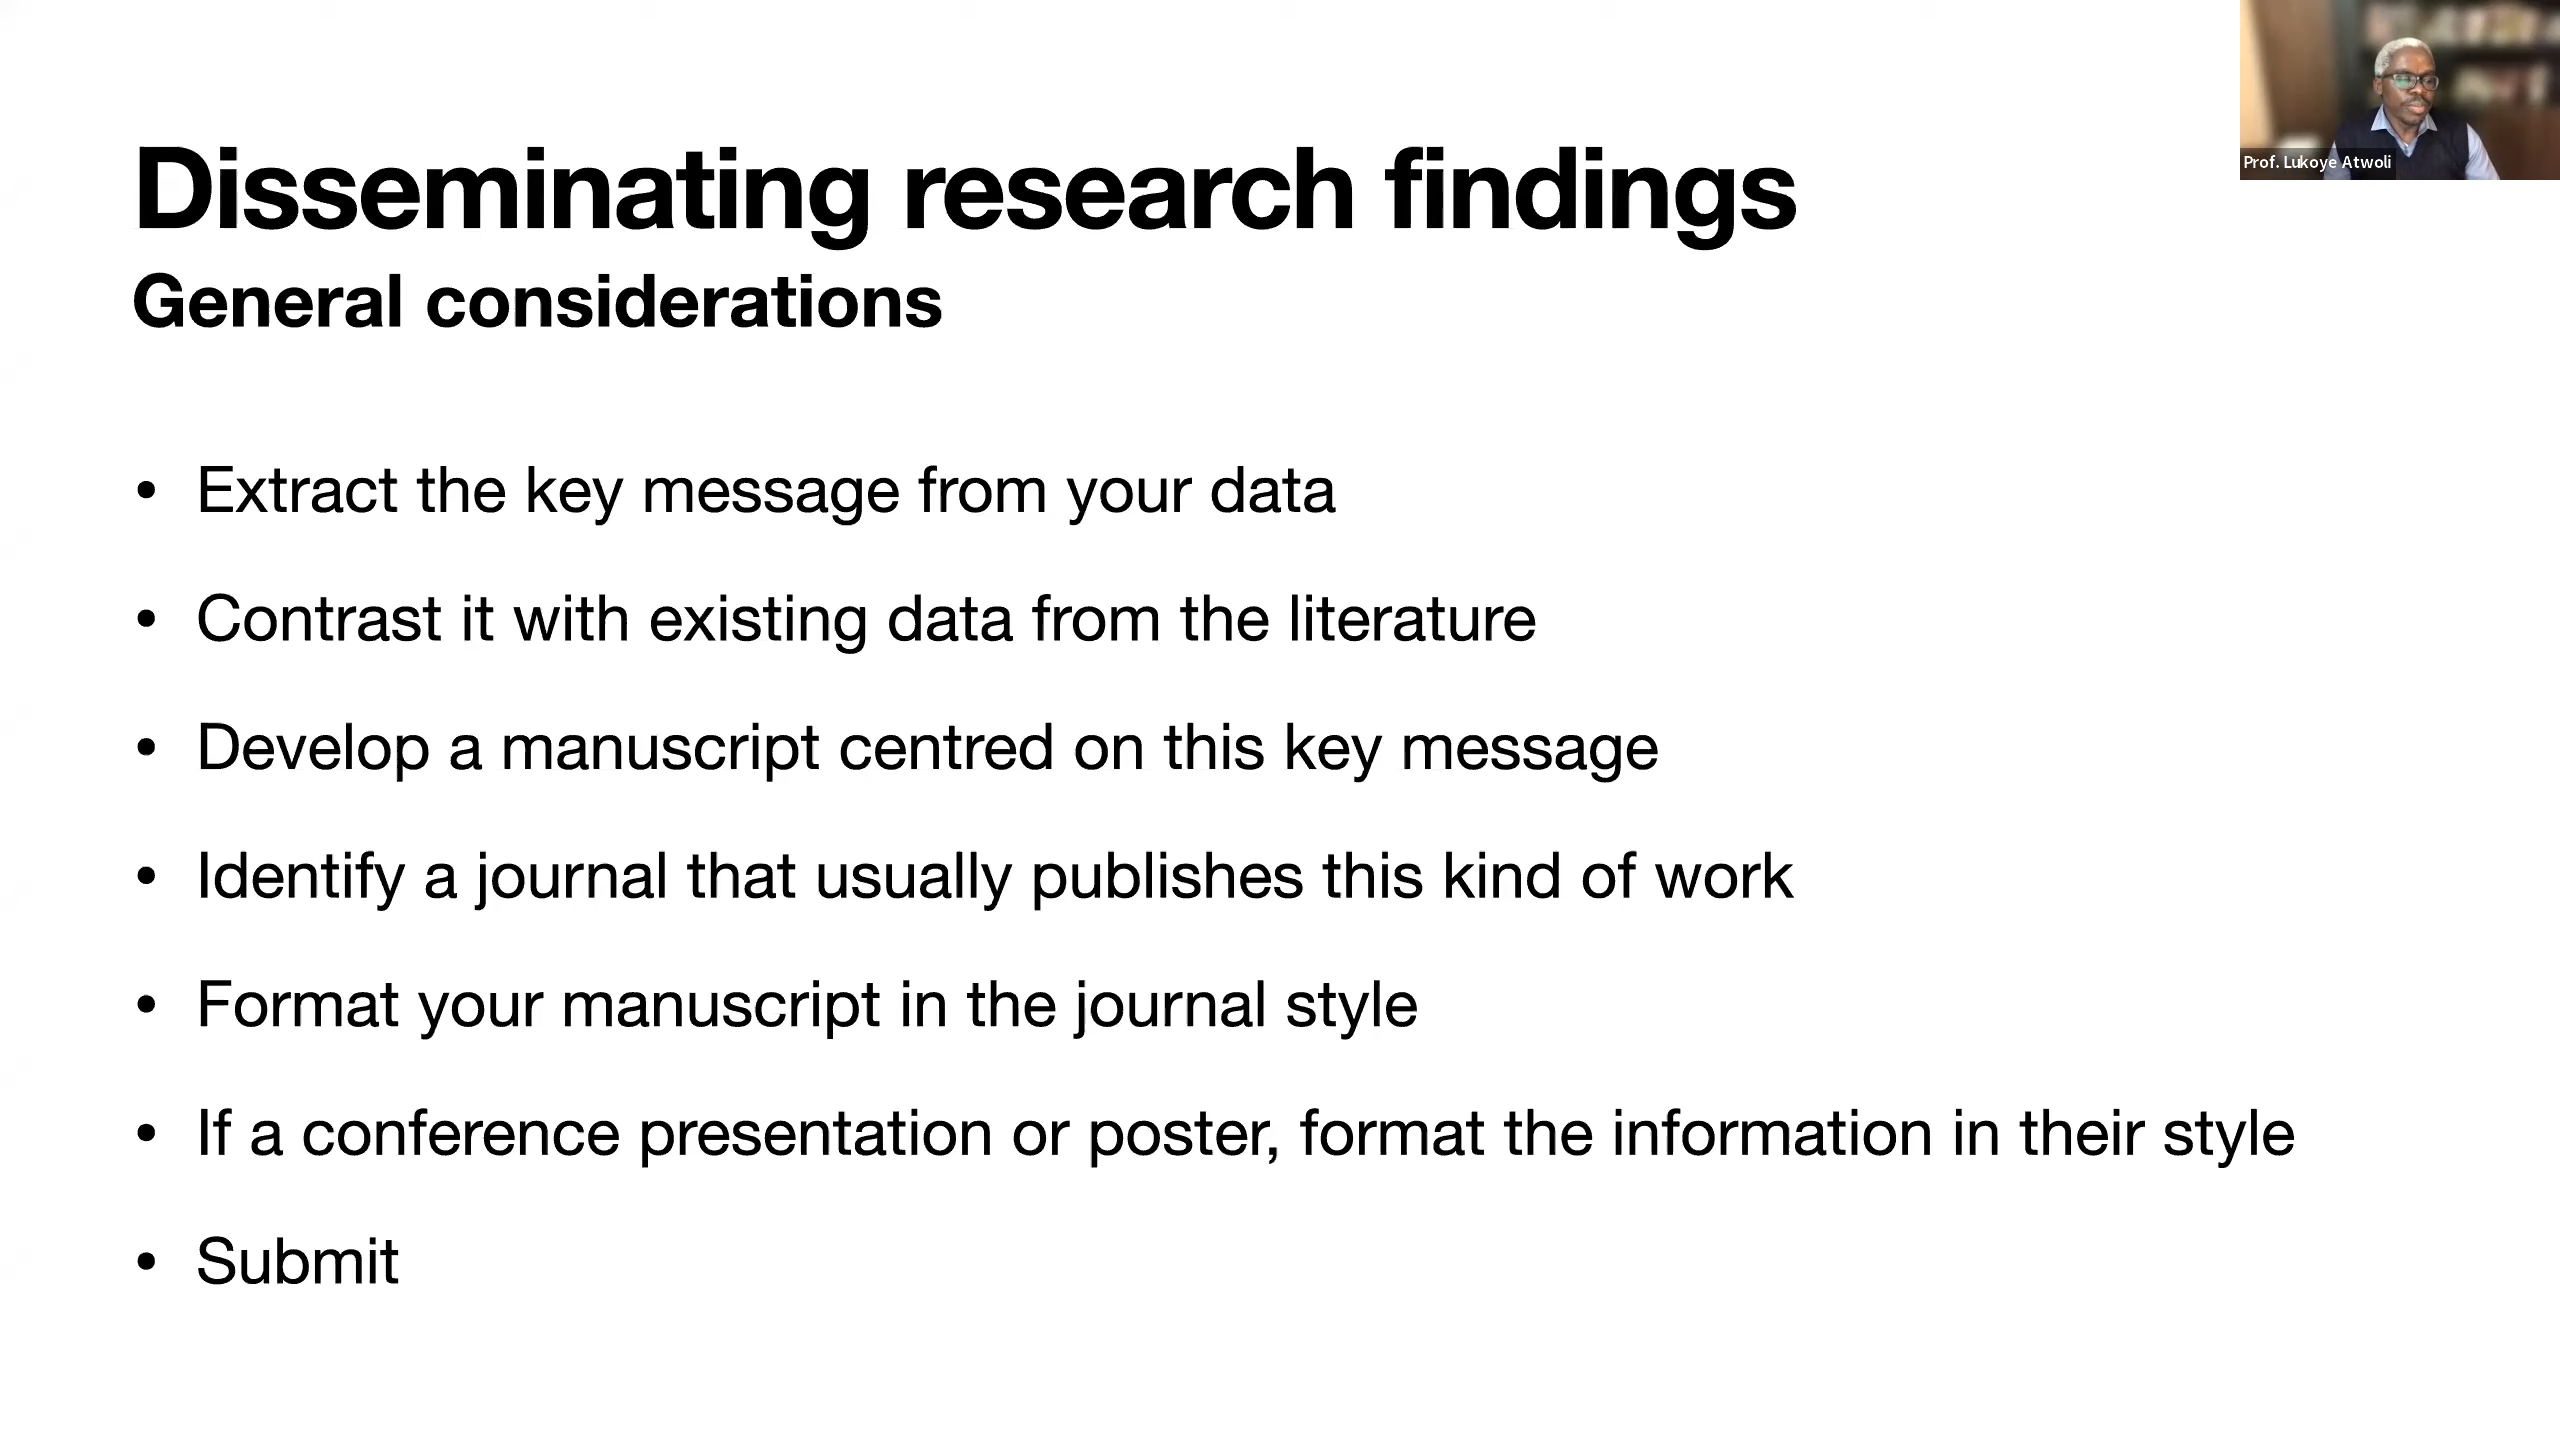 Disseminating research findings
Prof. Lukoye Atwoli
General considerations
• Extract the key message from your data
• Contrast it with existing data from the literature
• Develop a manuscript centred on this key message
• Identify a journal that usually publishes this kind of work
• Format your manuscript in the journal style
• If a conference presentation or poster, format the information in their style
• Submit